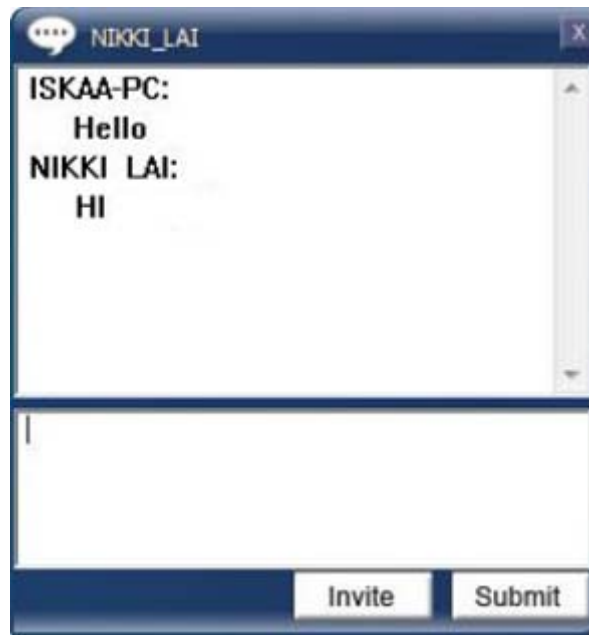 NIKKI_LAI X
ISKAA-PC:
Hello
NIKKI LAI:
HI
Invite Submit